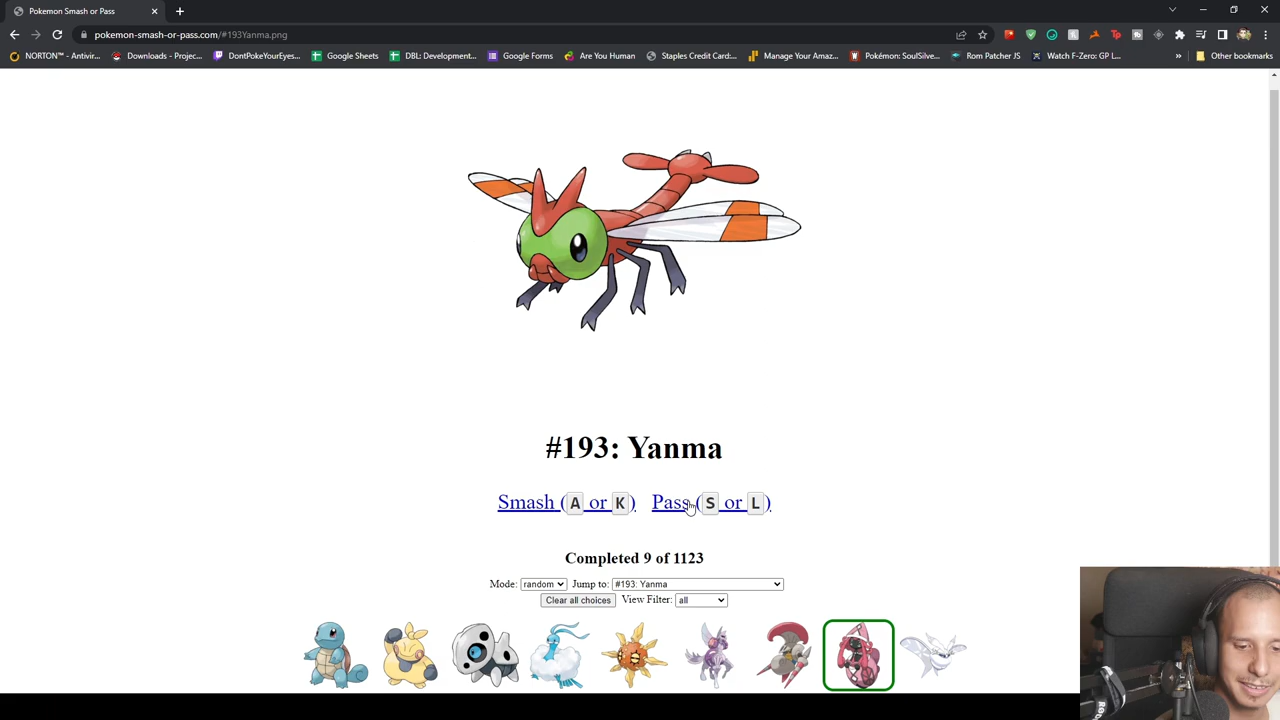 Pokemon Smash or Pass
pokemon-smash-or-pass.com/#193Yanma.png
NORTON™ - Antivir... Downloads - Projec... DontPokeYourEyes... Google Sheets DBL: Development... Google Forms Are You Human Staples Credit Card:... Manage Your Amaz... Pokémon: SoulSilve... Rom Patcher JS Watch F-Zero: GP L... » Other bookmarks
#193: Yanma
Smash (A or K) Pass (S or L)
Completed 9 of 1123
Mode: random Jump to: #193: Yanma
Clear all choices View Filter: all